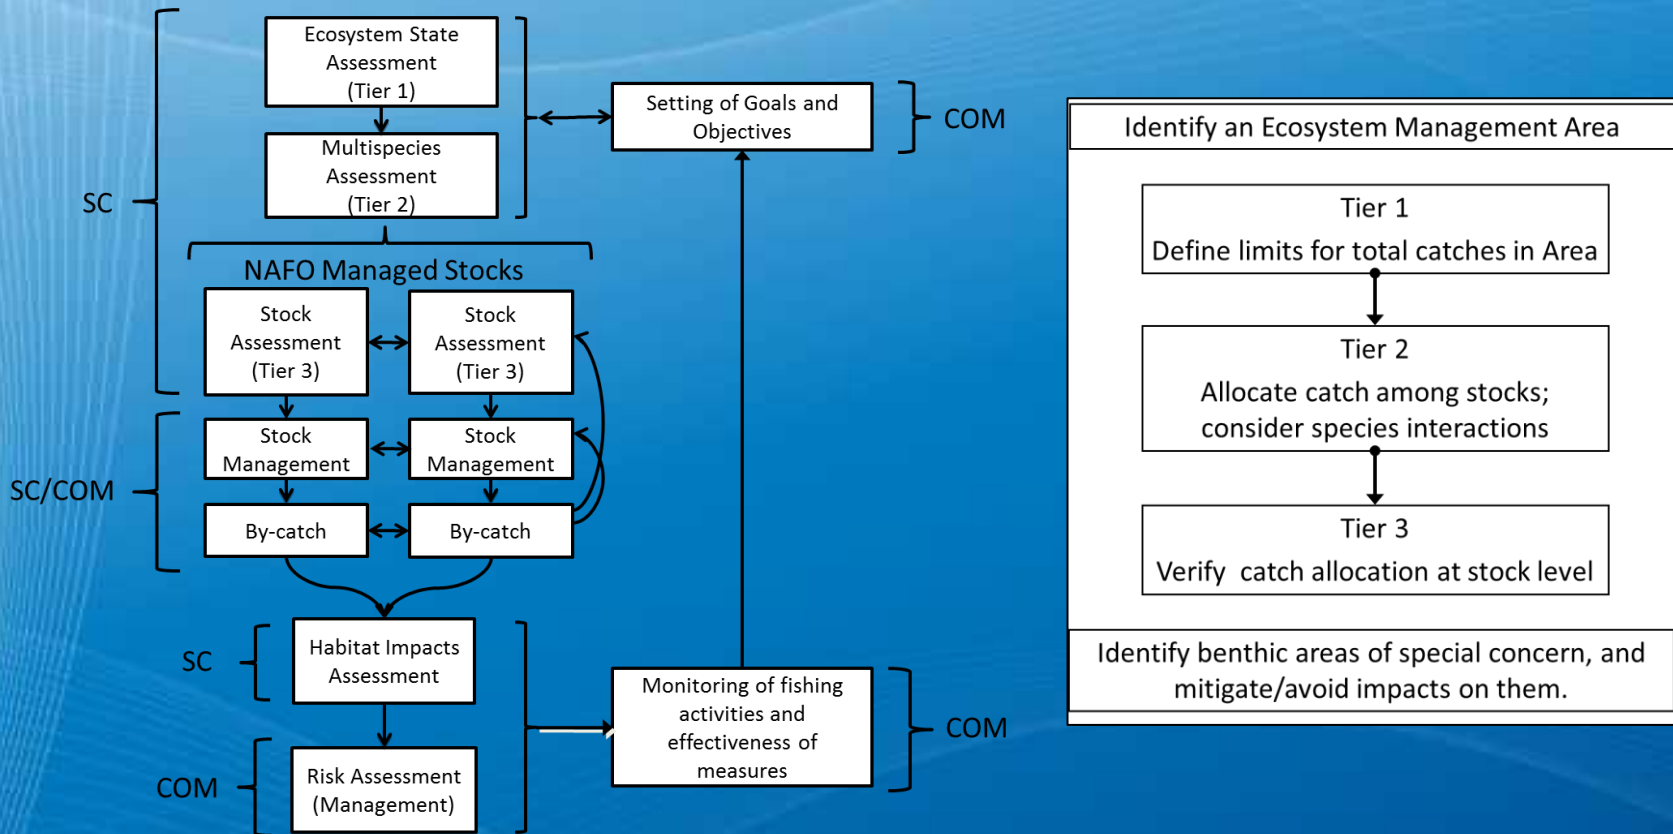 Ecosystem State
Assessment
(Tier 1)
Multispecies
Assessment
(Tier 2)
SC
Setting of Goals and
Objectives
COM
NAFO Managed Stocks
Stock
Assessment
(Tier 3)
Stock
Assessment
(Tier 3)
Stock
Management
Stock
Management
SC/COM
By-catch
By-catch
SC
Habitat Impacts
Assessment
COM
Risk Assessment
(Management)
Monitoring of fishing
activities and
effectiveness of
measures
COM
Identify an Ecosystem Management Area
Tier 1
Define limits for total catches in Area
Tier 2
Allocate catch among stocks;
consider species interactions
Tier 3
Verify catch allocation at stock level
Identify benthic areas of special concern, and
mitigate/avoid impacts on them.